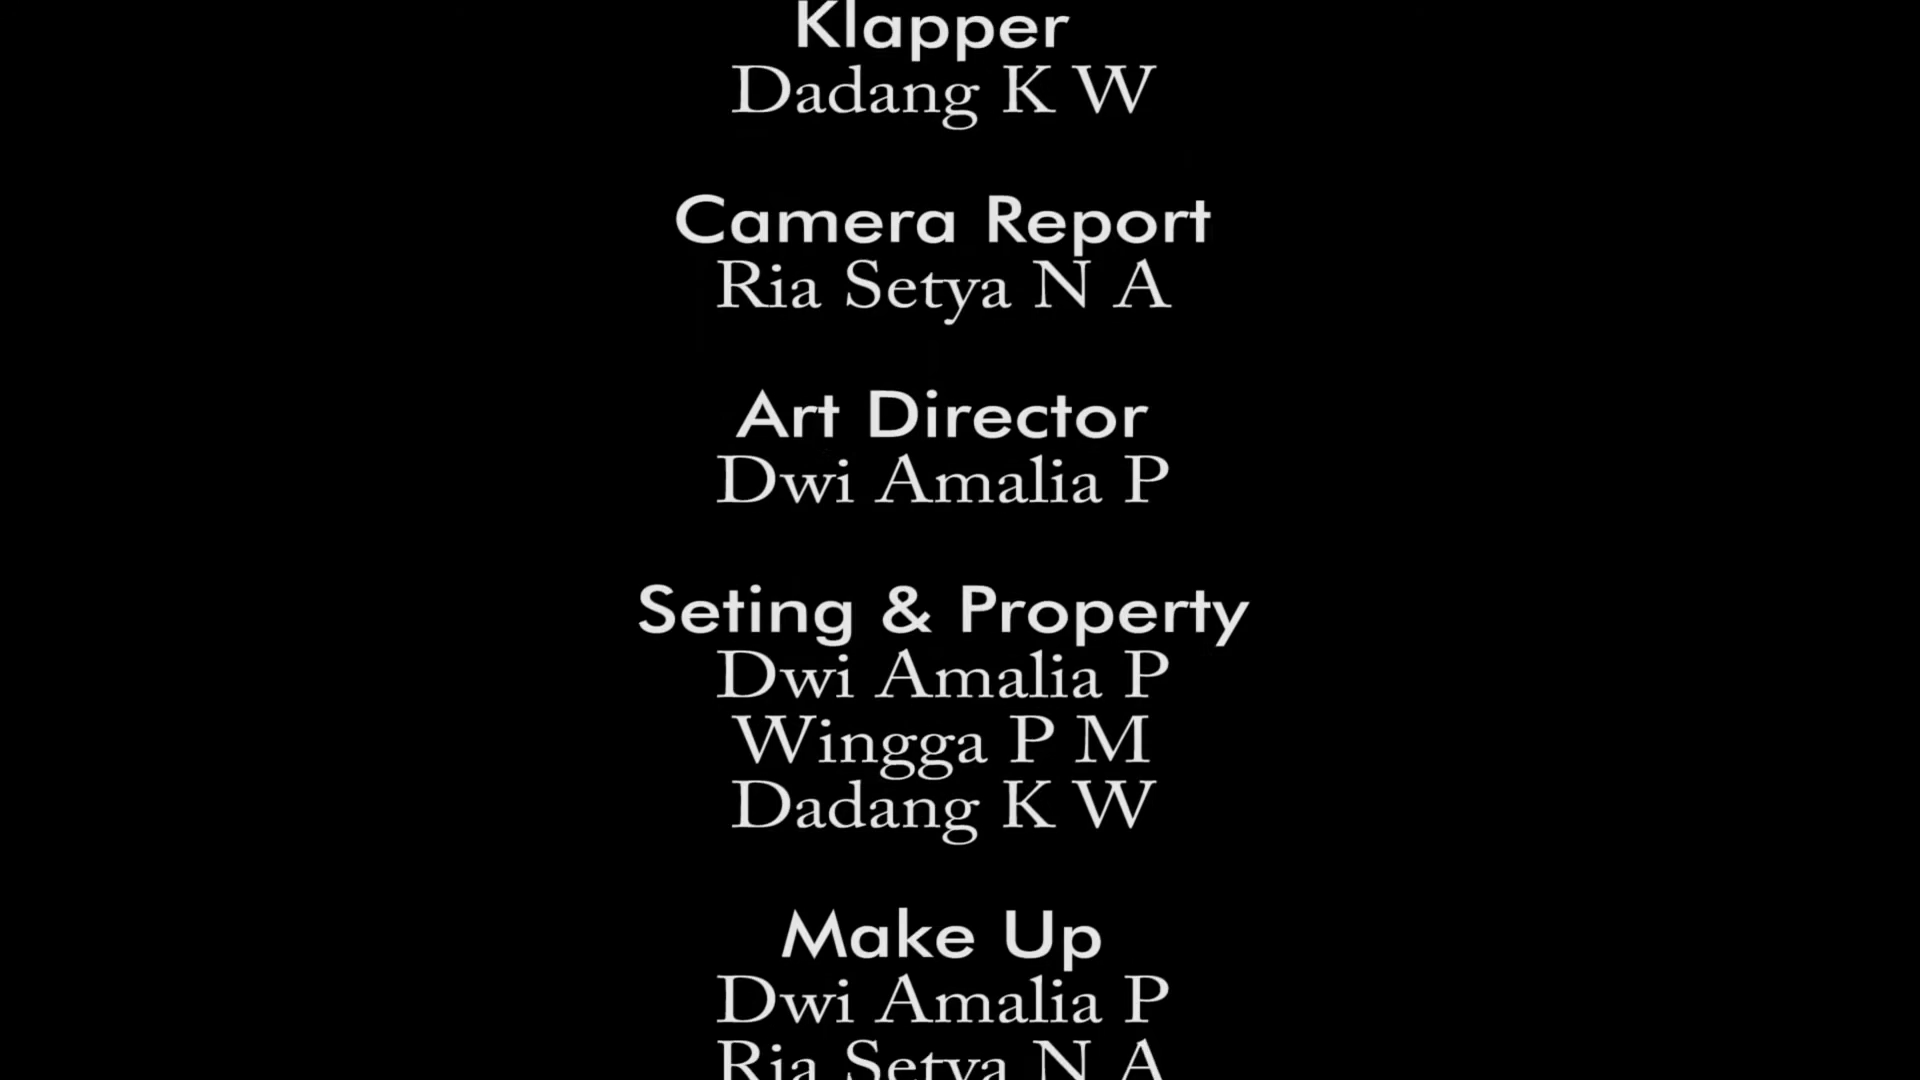 Klapper
Dadang K W
Camera Report
Ria Setya N A
Art Director
Dwi Amalia P
Seting & Property
Dwi Amalia P
Wingga P M
Dadang K W
Make Up
Dwi Amalia P
Ria Setya N A